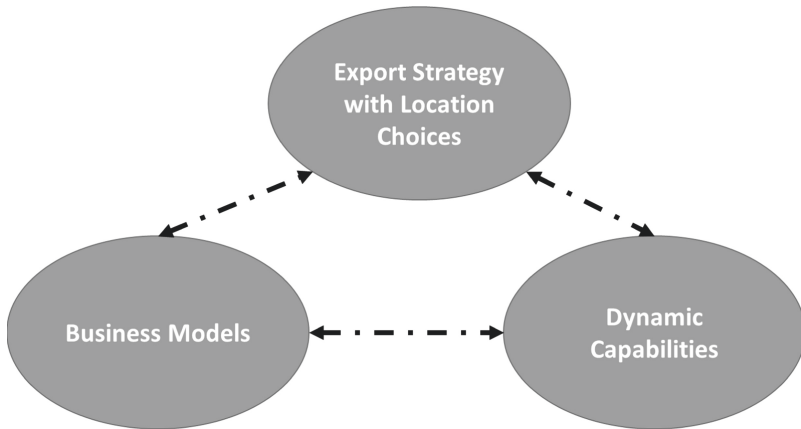 Export Strategy
with Location
Choices
Business Models
Dynamic
Capabilities